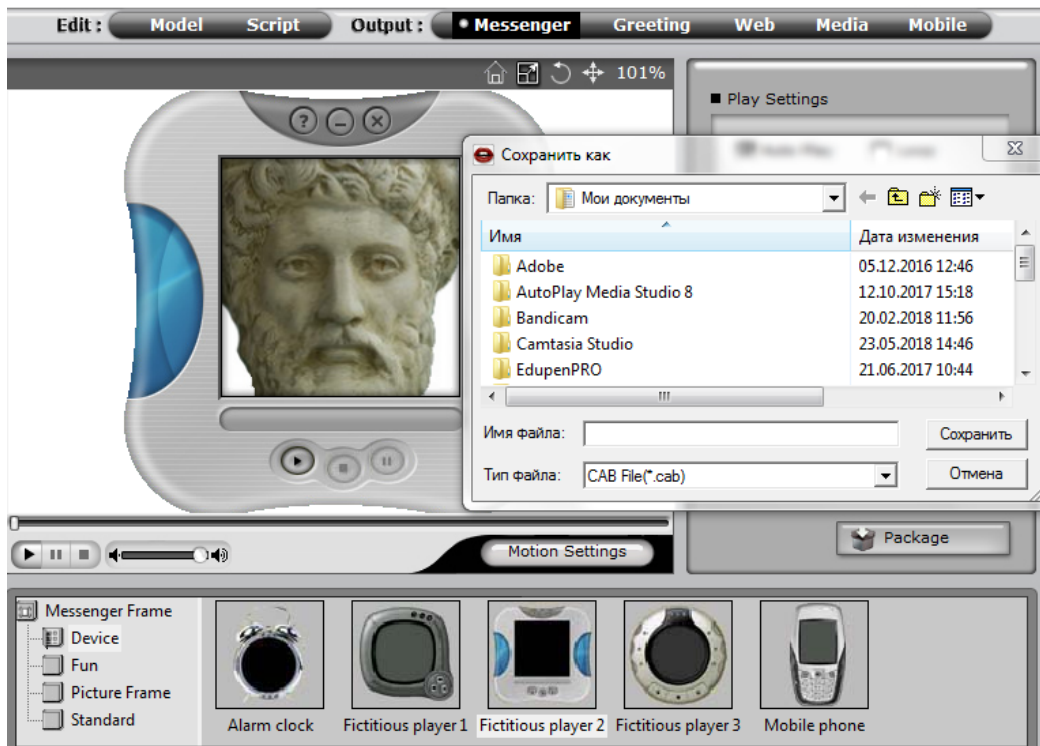 Edit : Model Script Output : Messenger Greeting Web Media Mobile
101%
Play Settings
Сохранить как
Папка: Мои документы
Имя Дата изменения
Adobe 05.12.2016 12:46
AutoPlay Media Studio 8 12.10.2017 15:18
Bandicam 20.02.2018 11:56
Camtasia Studio 23.05.2018 14:46
EdupenPRO 21.06.2017 10:44
Имя файла: Сохранить
Тип файла: CAB File(*.cab) Отмена
Package
Motion Settings
Messenger Frame
Device
Fun
Picture Frame
Standard
Alarm clock Fictitious player 1 Fictitious player 2 Fictitious player 3 Mobile phone